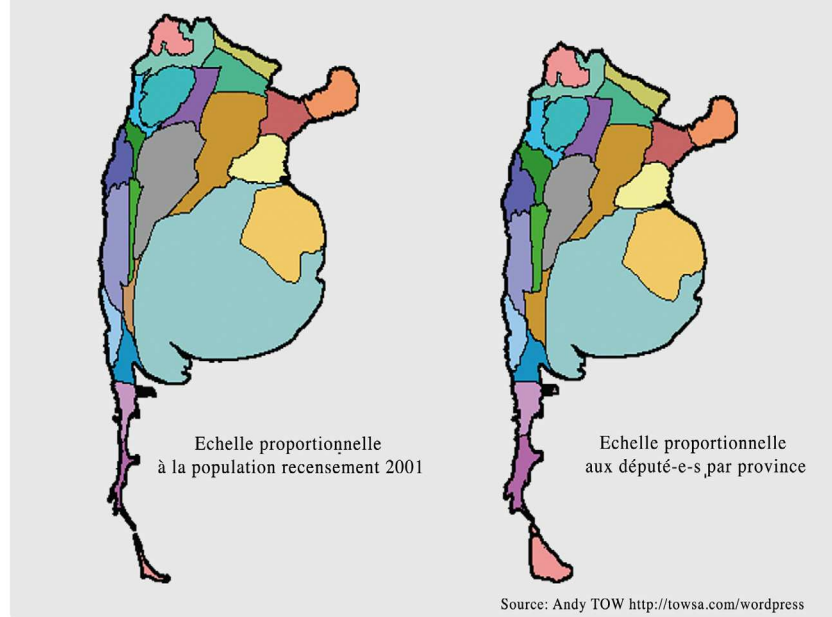 Echelle proportionnelle
à la population recensement 2001
Echelle proportionnelle
aux député-e-s par province
Source: Andy TOW http://towsa.com/wordpress